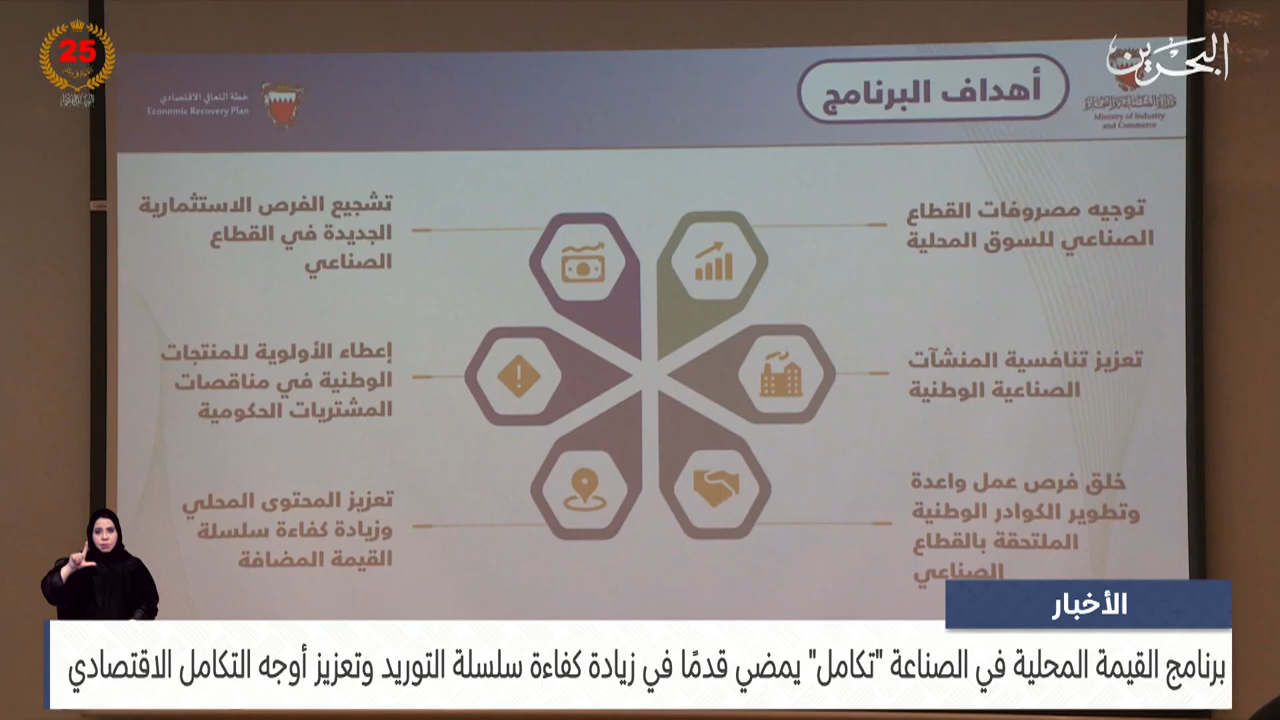 25
البحرين
خطة التعافي الاقتصادي
Economic Recovery Plan
أهداف البرنامج
Ministry of Industry
and Commerce
توجيه مصروفات القطاع
الصناعي للسوق المحلية
تعزيز تنافسية المنشآت
الصناعية الوطنية
خلق فرص عمل واعدة
وتطوير الكوادر الوطنية
الملتحقة بالقطاع
الصناعي
تشجيع الفرص الاستثمارية
الجديدة في القطاع
الصناعي
إعطاء الأولوية للمنتجات
الوطنية في مناقصات
المشتريات الحكومية
تعزيز المحتوى المحلي
وزيادة كفاءة سلسلة
القيمة المضافة
الأخبار
برنامج القيمة المحلية في الصناعة "تكامل" يمضي قدمًا في زيادة كفاءة سلسلة التوريد وتعزيز أوجه التكامل الاقتصادي